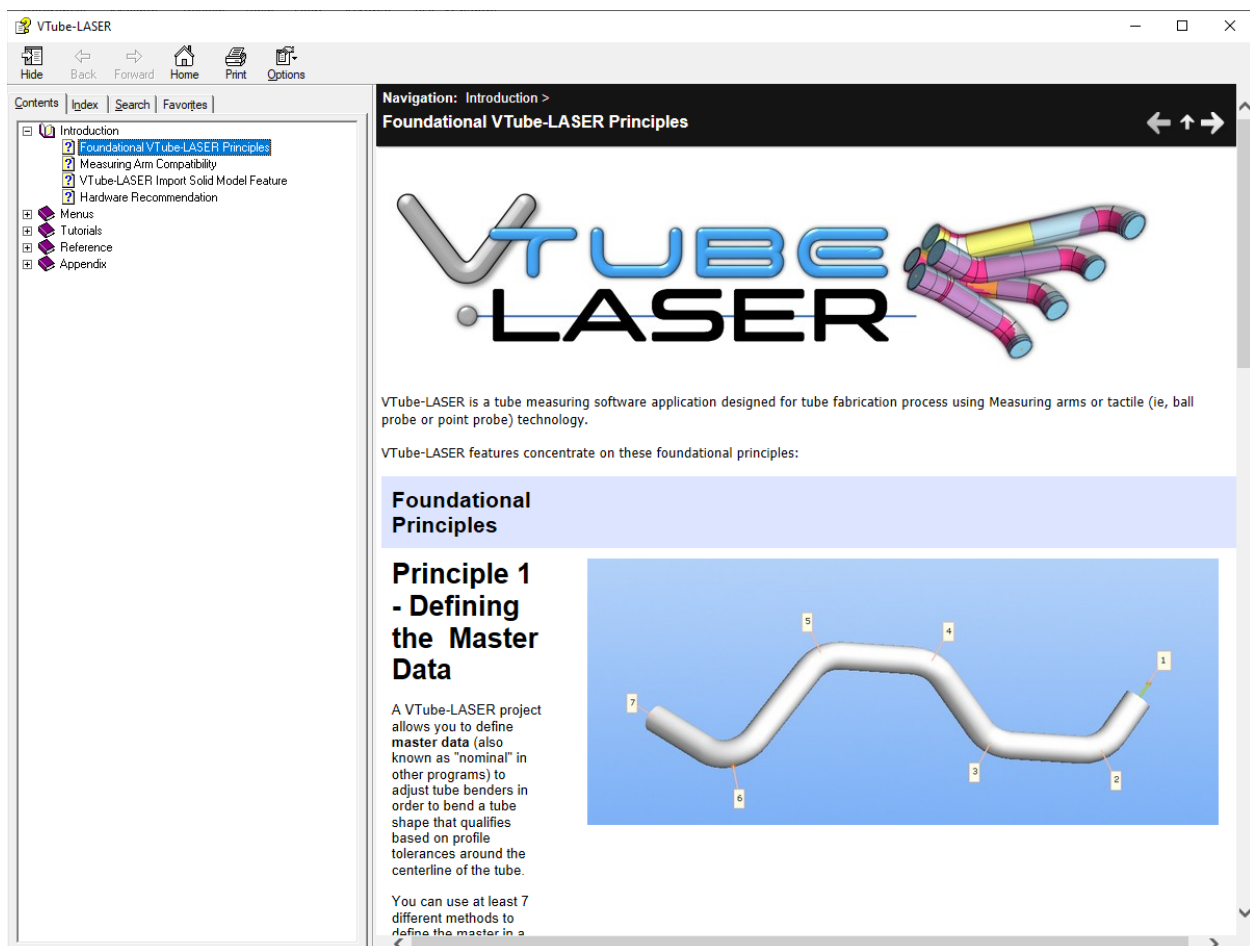 VTube-LASER
Hide Back Forward Home Print Options
Contents Index Search Favorites
Introduction
Foundational VTube-LASER Principles
Measuring Arm Compatibility
VTube-LASER Import Solid Model Feature
Hardware Recommendation
Menus
Tutorials
Reference
Appendix
Navigation: Introduction >
Foundational VTube-LASER Principles
VTUBE
LASER
VTube-LASER is a tube measuring software application designed for tube fabrication process using Measuring arms or tactile (ie, ball
probe or point probe) technology.
VTube-LASER features concentrate on these foundational principles:
Foundational
Principles
Principle 1
- Defining
the Master
Data
A VTube-LASER project
allows you to define
master data (also
known as "nominal" in
other programs) to
adjust tube benders in
order to bend a tube
shape that qualifies
based on profile
tolerances around the
centerline of the tube.
You can use at least 7
different methods to
define the master in a
5
4
1
7
3
2
6